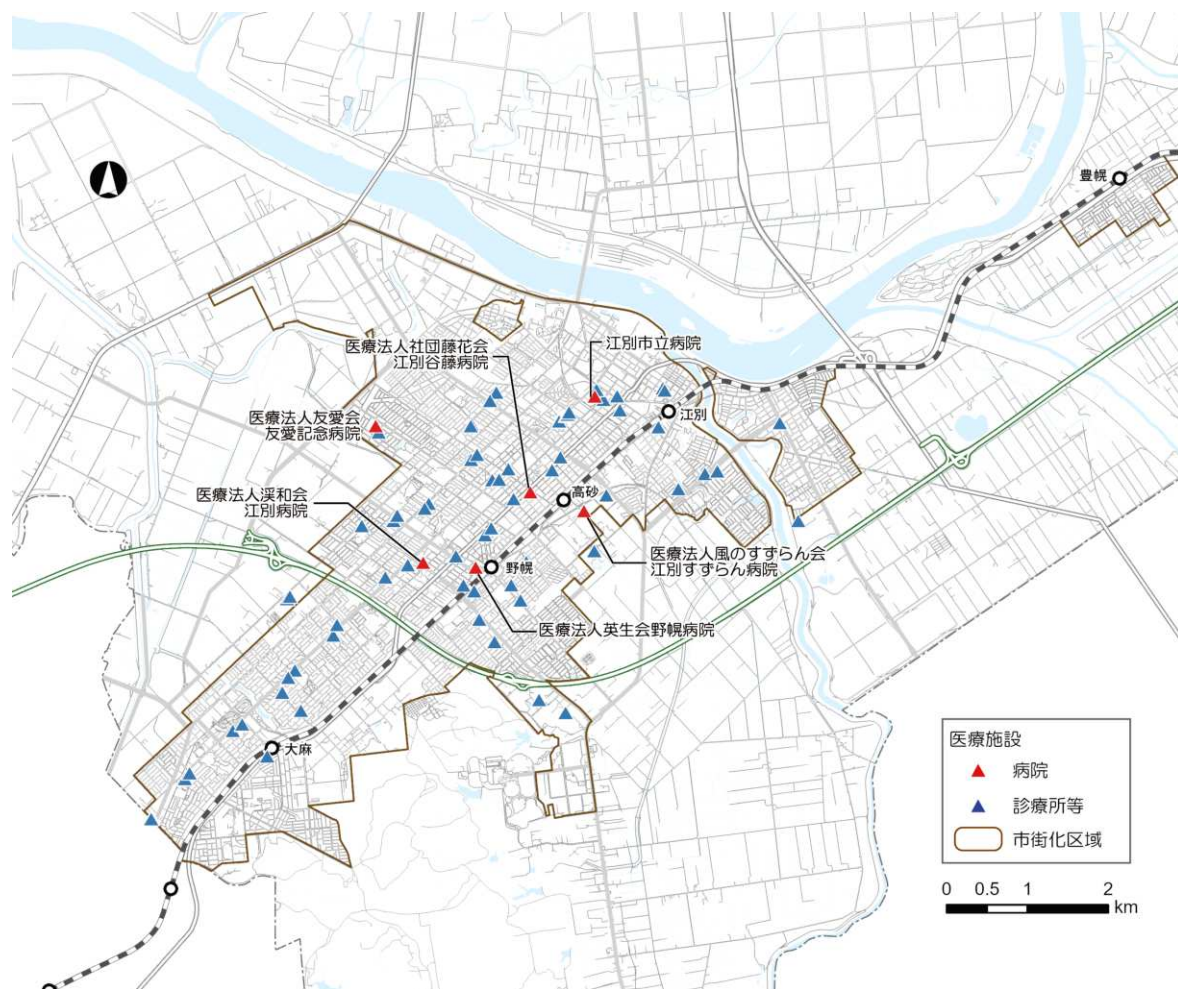 豊幌
医療法人社団藤花会
江別谷藤病院
江別市立病院
医療法人友愛会
友愛記念病院
江別
医療法人渓和会
江別病院
高砂
医療法人風のすずらん会
江別すずらん病院
野幌
医療法人英生会野幌病院
大麻
医療施設
病院
診療所等
市街化区域
0 0.5 1 2
km